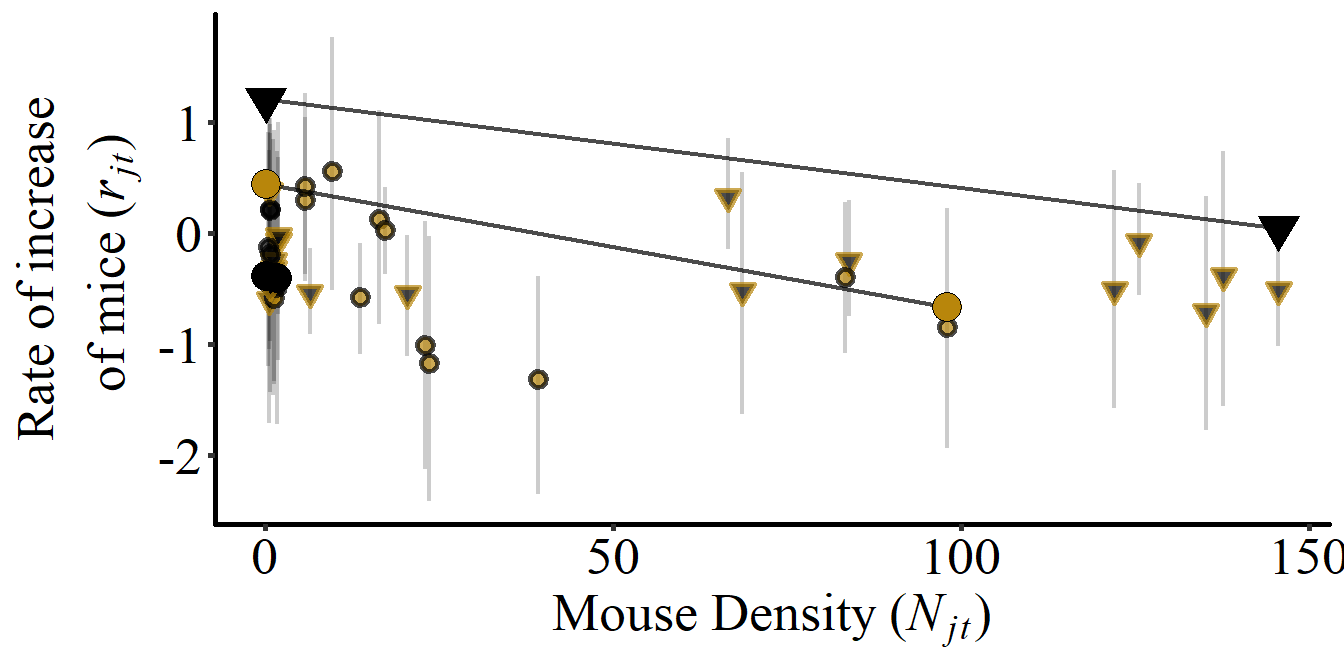 Rate of increase
of mice (r_jt)
1
0
-1
-2
0 50 100 150
Mouse Density (N_jt)